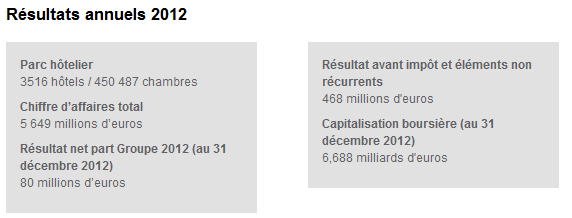 Résultats annuels 2012
Parc hôtelier
3516 hôtels / 450 487 chambres
Chiffre d'affaires total
5 649 millions d'euros
Résultat net part Groupe 2012 (au 31
décembre 2012)
80 millions d'euros
Résultat avant impôt et éléments non
récurrents
468 millions d'euros
Capitalisation boursière (au 31
décembre 2012)
6,688 milliards d'euros